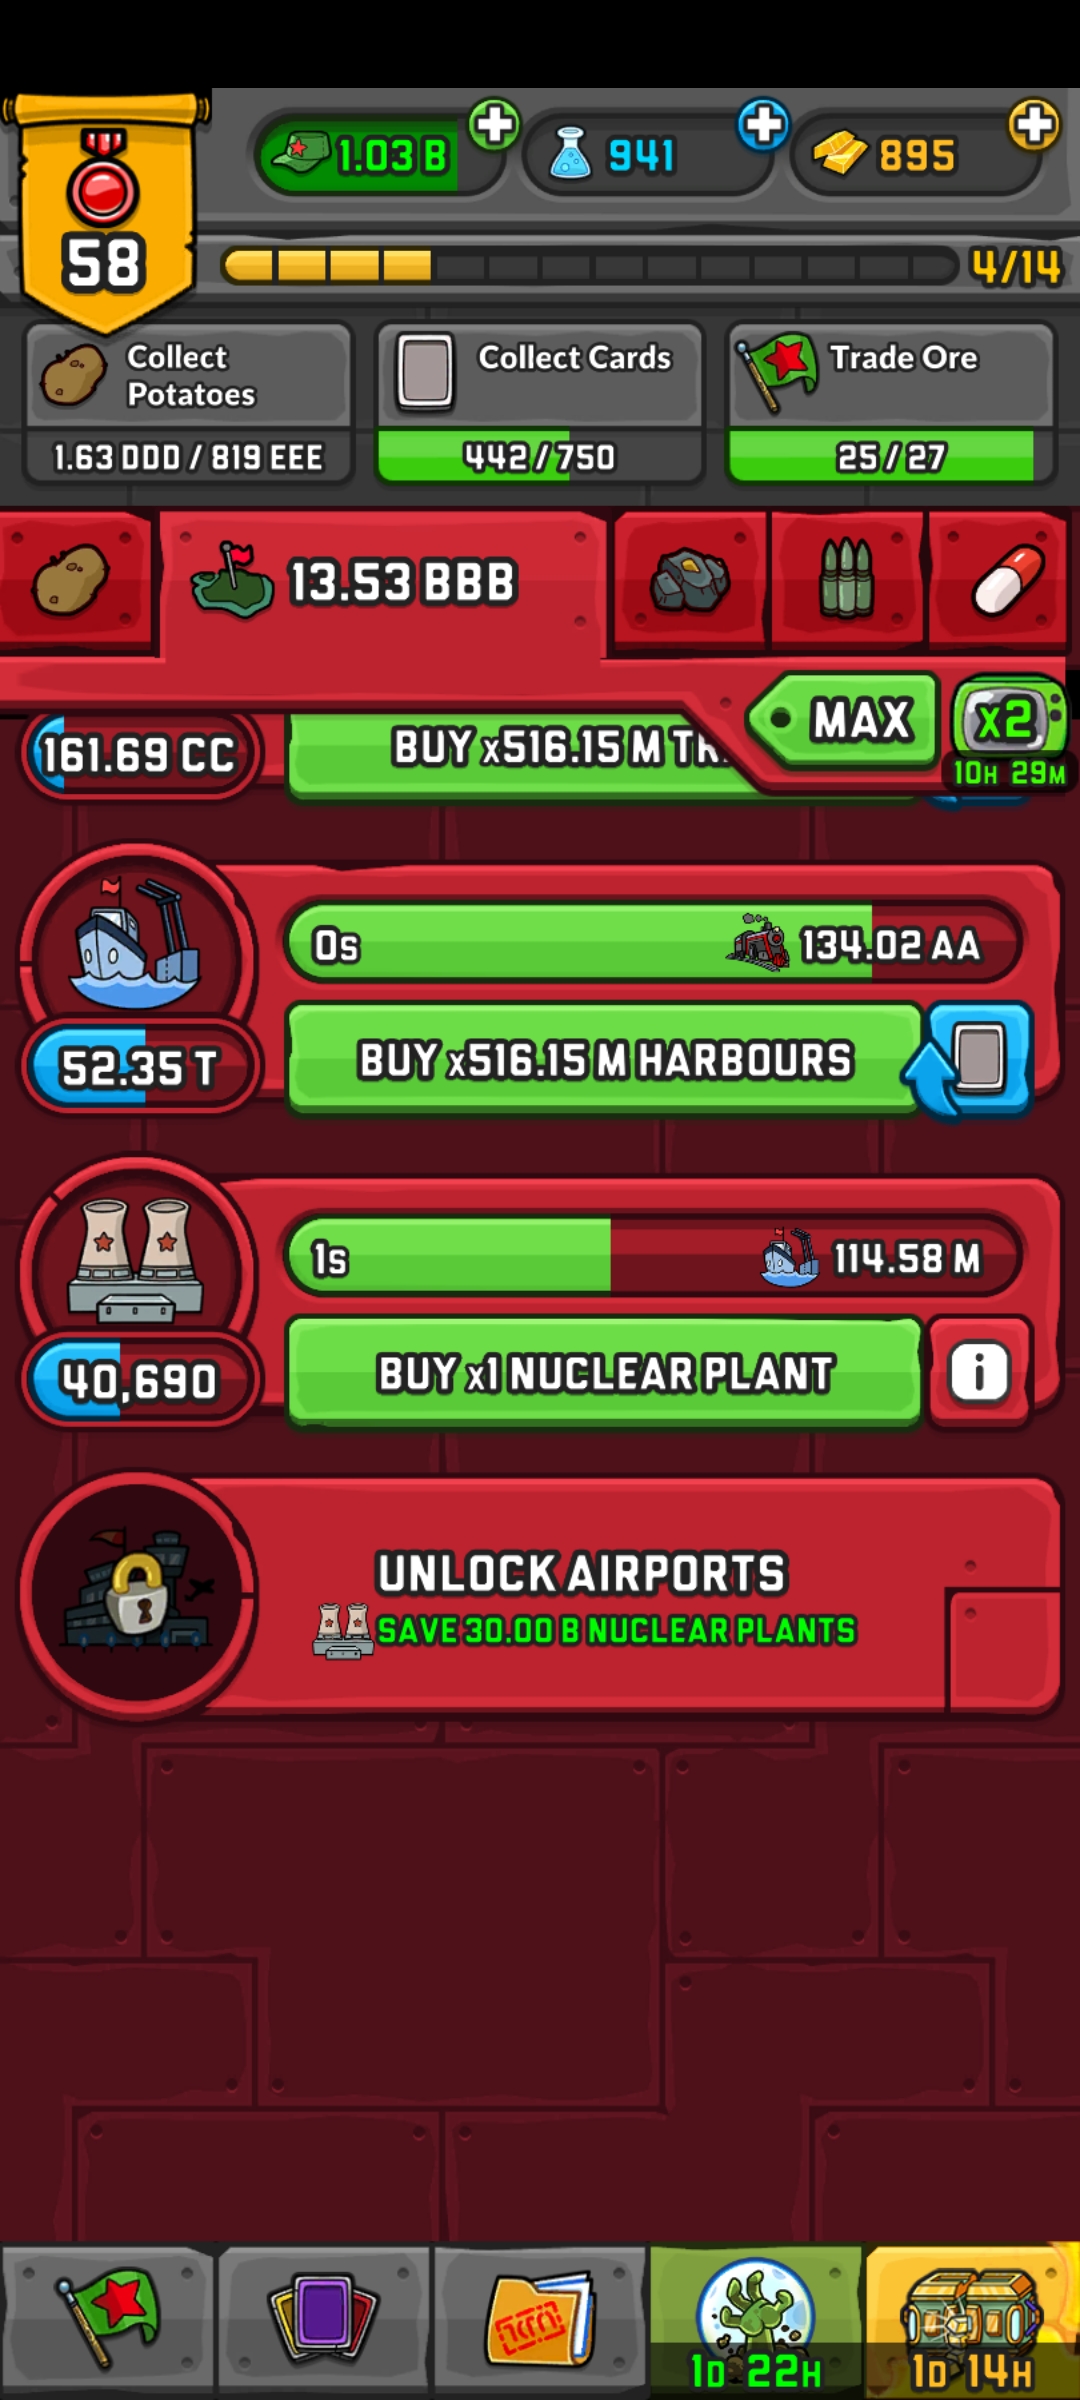 58
1.03 B
941
895
4/14
Collect
Potatoes
1.63 DDD / 819 EEE
Collect Cards
442/750
Trade Ore
25/27
13.53 BBB
MAX
x2
10H 29M
161.69 CC
BUY x516.15 M TR
52.35 T
0s
134.02 AA
BUY x516.15 M HARBOURS
40,690
1s
114.58 M
BUY x1 NUCLEAR PLANT
i
UNLOCK AIRPORTS
SAVE 30.00 B NUCLEAR PLANTS
1D 22H
1D 14H